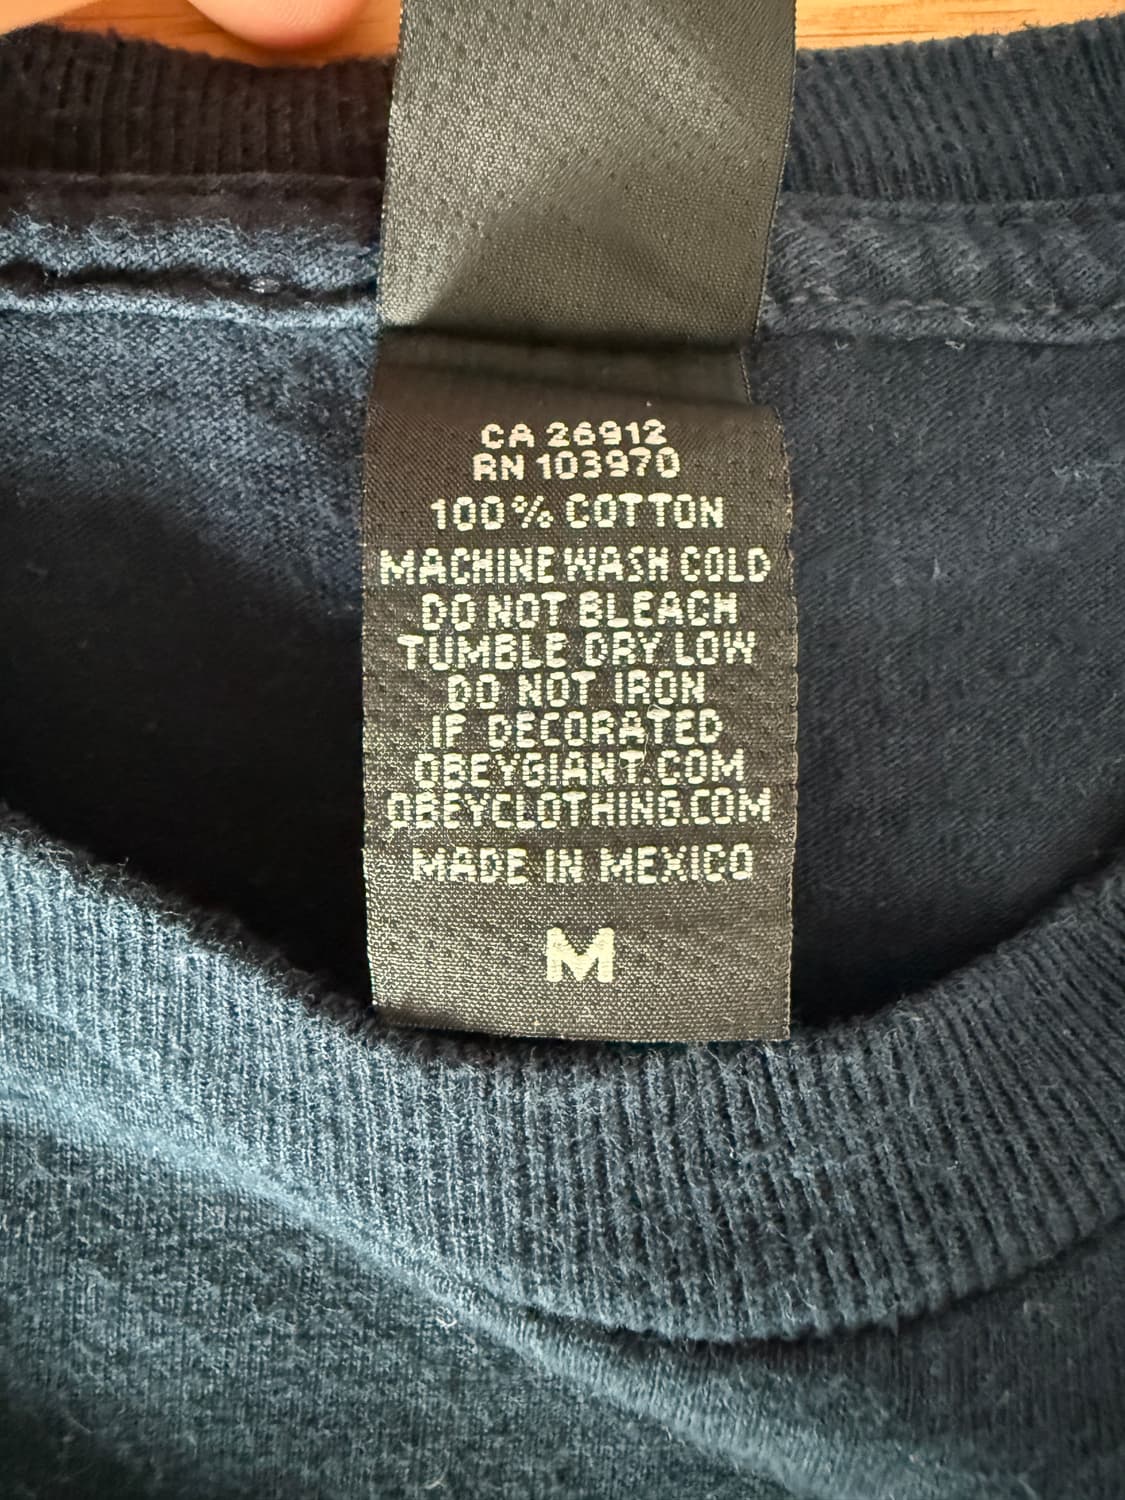 CA 26912
RN 103970
100% COTTON
MACHINE WASH COLD
DO NOT BLEACH
TUMBLE DRY LOW
DO NOT IRON
IF DECORATED
OBEYGIANT.COM
OBEYCLOTHING.COM
MADE IN MEXICO
M